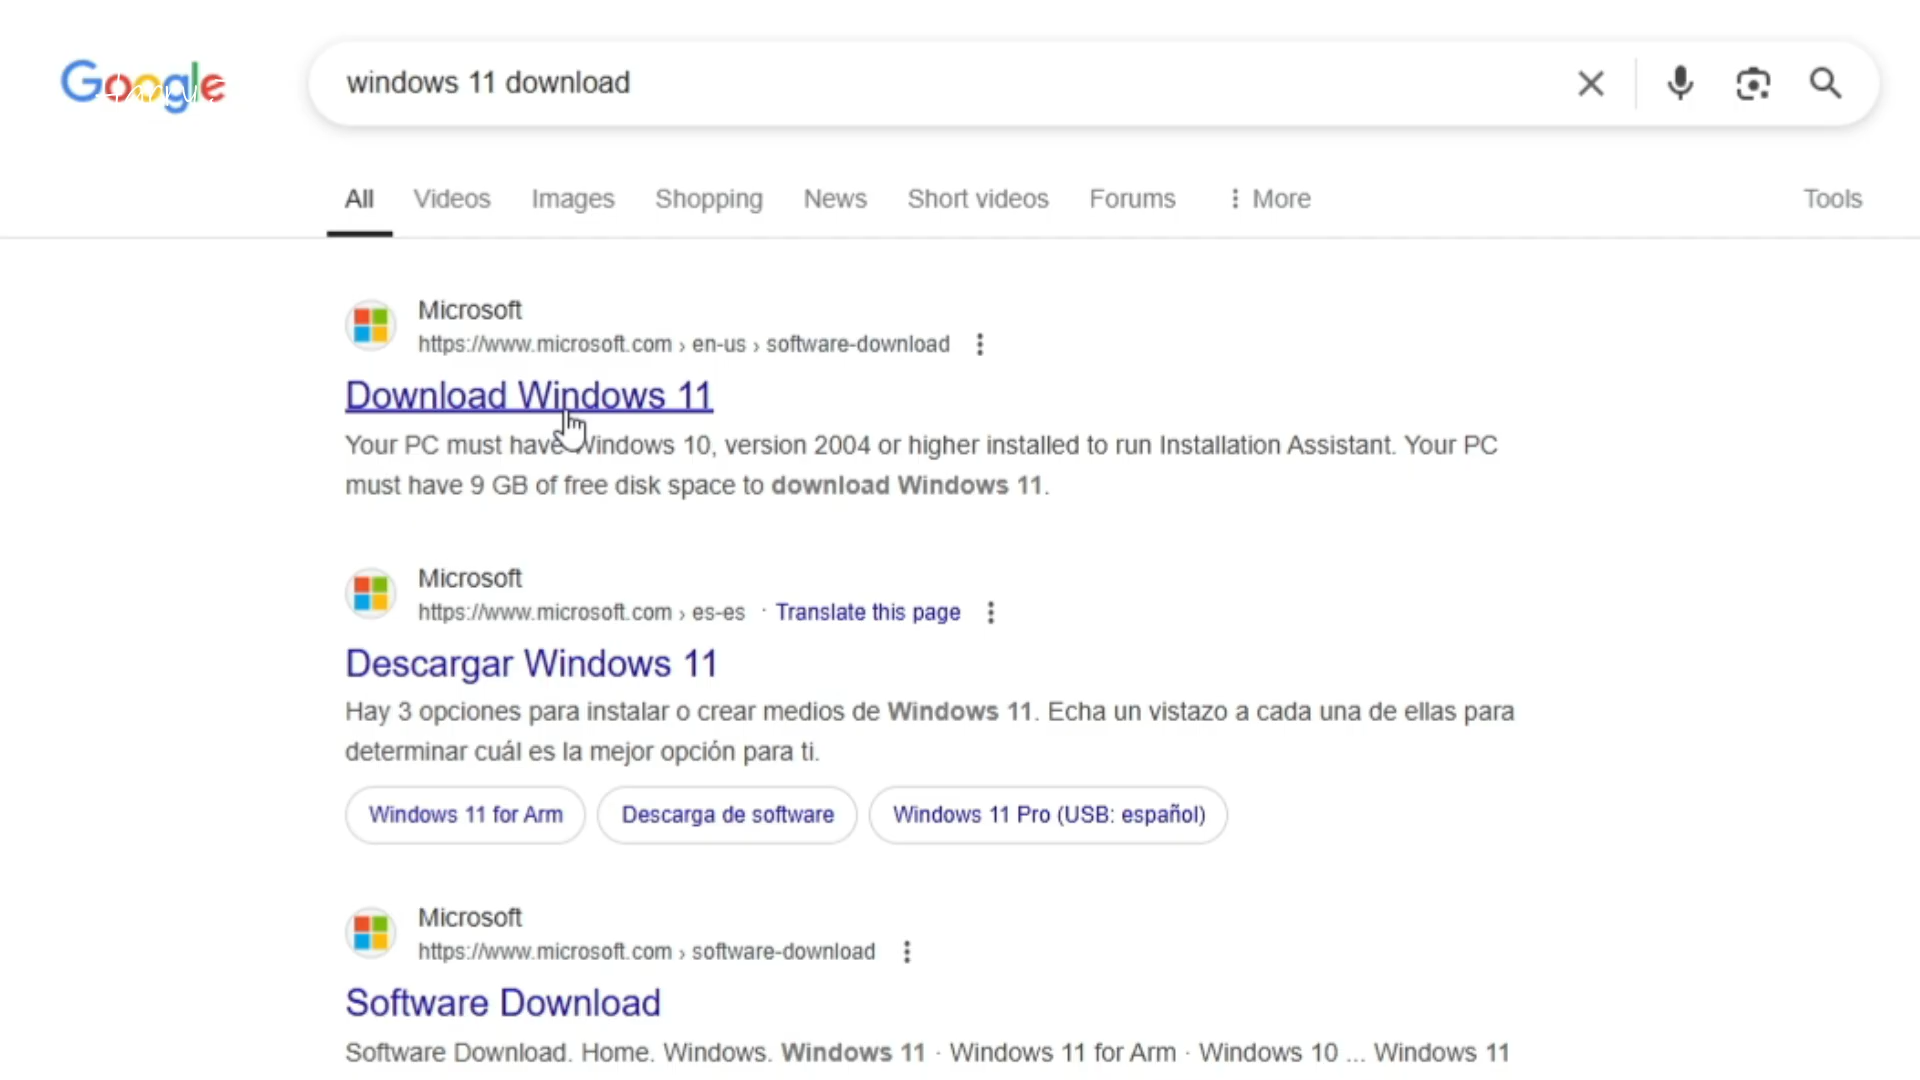 Google
windows 11 download
All Videos Images Shopping News Short videos Forums More Tools
Microsoft
https://www.microsoft.com › en-us › software-download
Download Windows 11
Your PC must have Windows 10, version 2004 or higher installed to run Installation Assistant. Your PC
must have 9 GB of free disk space to download Windows 11.
Microsoft
https://www.microsoft.com › es-es · Translate this page
Descargar Windows 11
Hay 3 opciones para instalar o crear medios de Windows 11. Echa un vistazo a cada una de ellas para
determinar cuál es la mejor opción para ti.
Windows 11 for Arm Descarga de software Windows 11 Pro (USB: español)
Microsoft
https://www.microsoft.com › software-download
Software Download
Software Download. Home. Windows. Windows 11 · Windows 11 for Arm · Windows 10 ... Windows 11